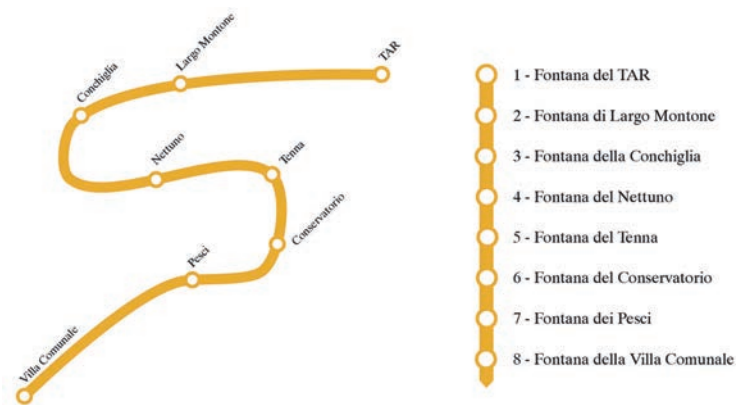 TAR
Largo Montone
Conchiglia
Nettuno
Tenna
Conservatorio
Pesci
Villa Comunale
1 - Fontana del TAR
2 - Fontana di Largo Montone
3 - Fontana della Conchiglia
4 - Fontana del Nettuno
5 - Fontana del Tenna
6 - Fontana del Conservatorio
7 - Fontana dei Pesci
8 - Fontana della Villa Comunale